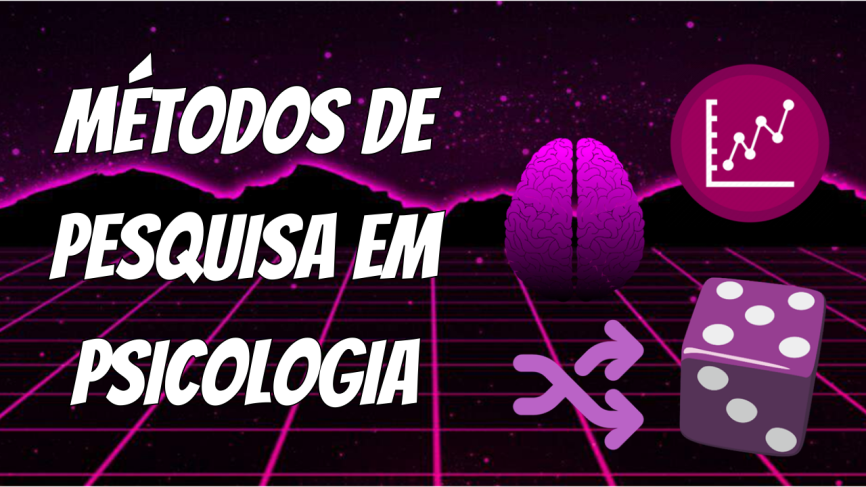 MÉTODOS DE
PESQUISA EM
PSICOLOGIA